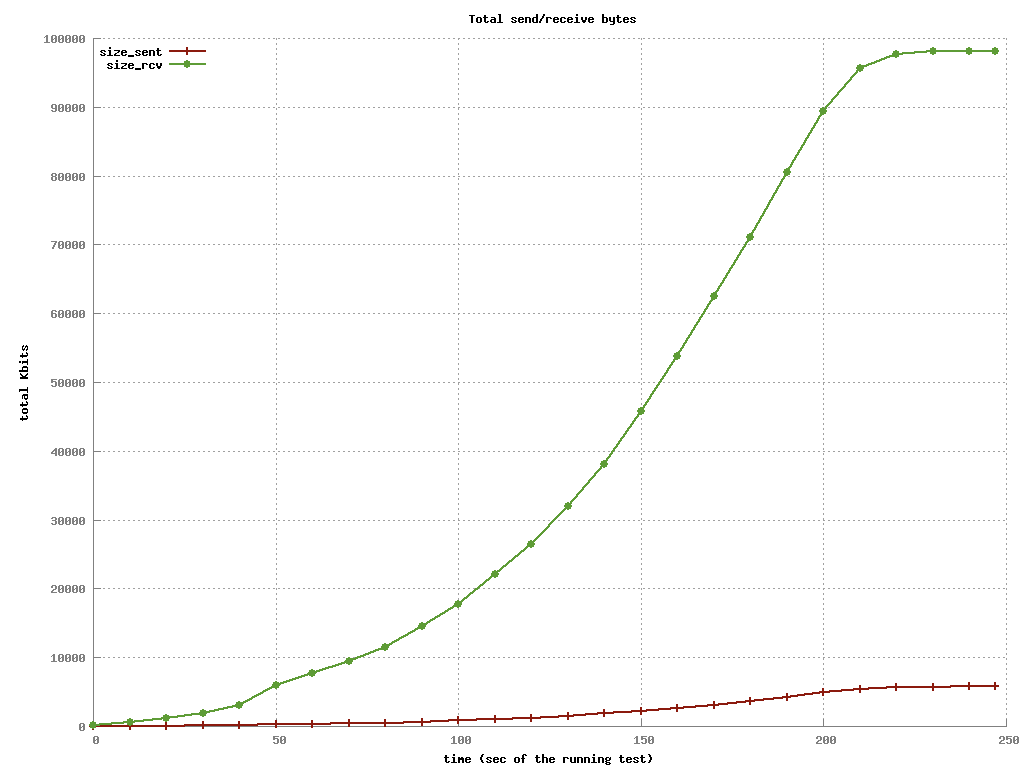 Total send/receive bytes
100000
size_sent
size_rcv
90000
80000
70000
60000
50000
40000
30000
20000
10000
0
total Kbits
0 50 100 150 200 250
time (sec of the running test)